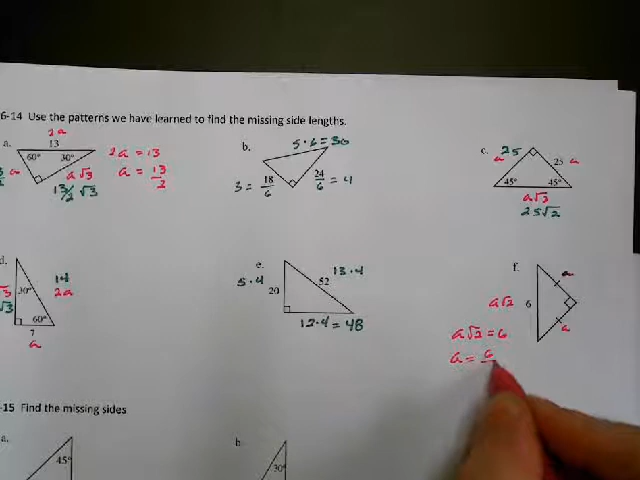 6-14 Use the patterns we have learned to find the missing side lengths.
a.
2a
13
60°
30°
a
a√3
13/2 √3
2a = 13
a = 13/2
b.
5·6=30
3 = 18/6
24/6 = 4
c.
25
a
25
a
45°
45°
a√2
25√2
d.
30°
60°
14
2a
√3
√3
7
a
e.
5·4
20
52
13·4
12·4 = 48
f.
a
a√2
6
a
a√2 = 6
a = 6
-15 Find the missing sides
a.
45°
b
30°